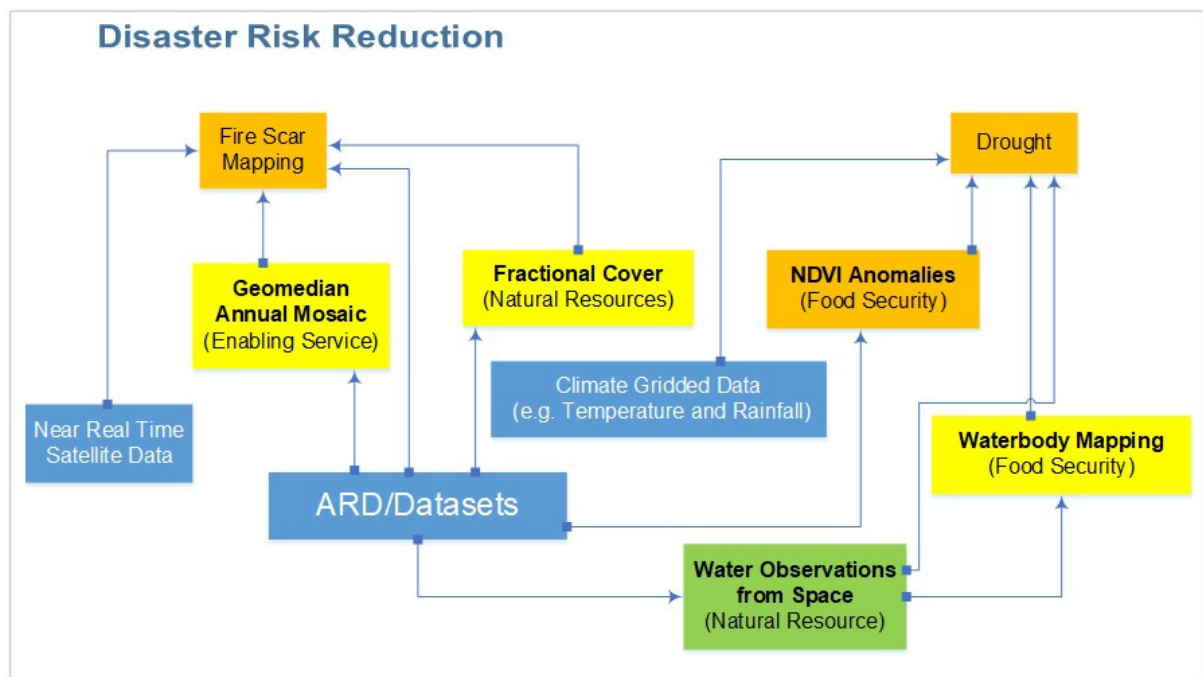 Disaster Risk Reduction
Fire Scar
Mapping
Drought
Geomedian
Annual Mosaic
(Enabling Service)
Fractional Cover
(Natural Resources)
NDVI Anomalies
(Food Security)
Near Real Time
Satellite Data
Climate Gridded Data
(e.g. Temperature and Rainfall)
Waterbody Mapping
(Food Security)
ARD/Datasets
Water Observations
from Space
(Natural Resource)